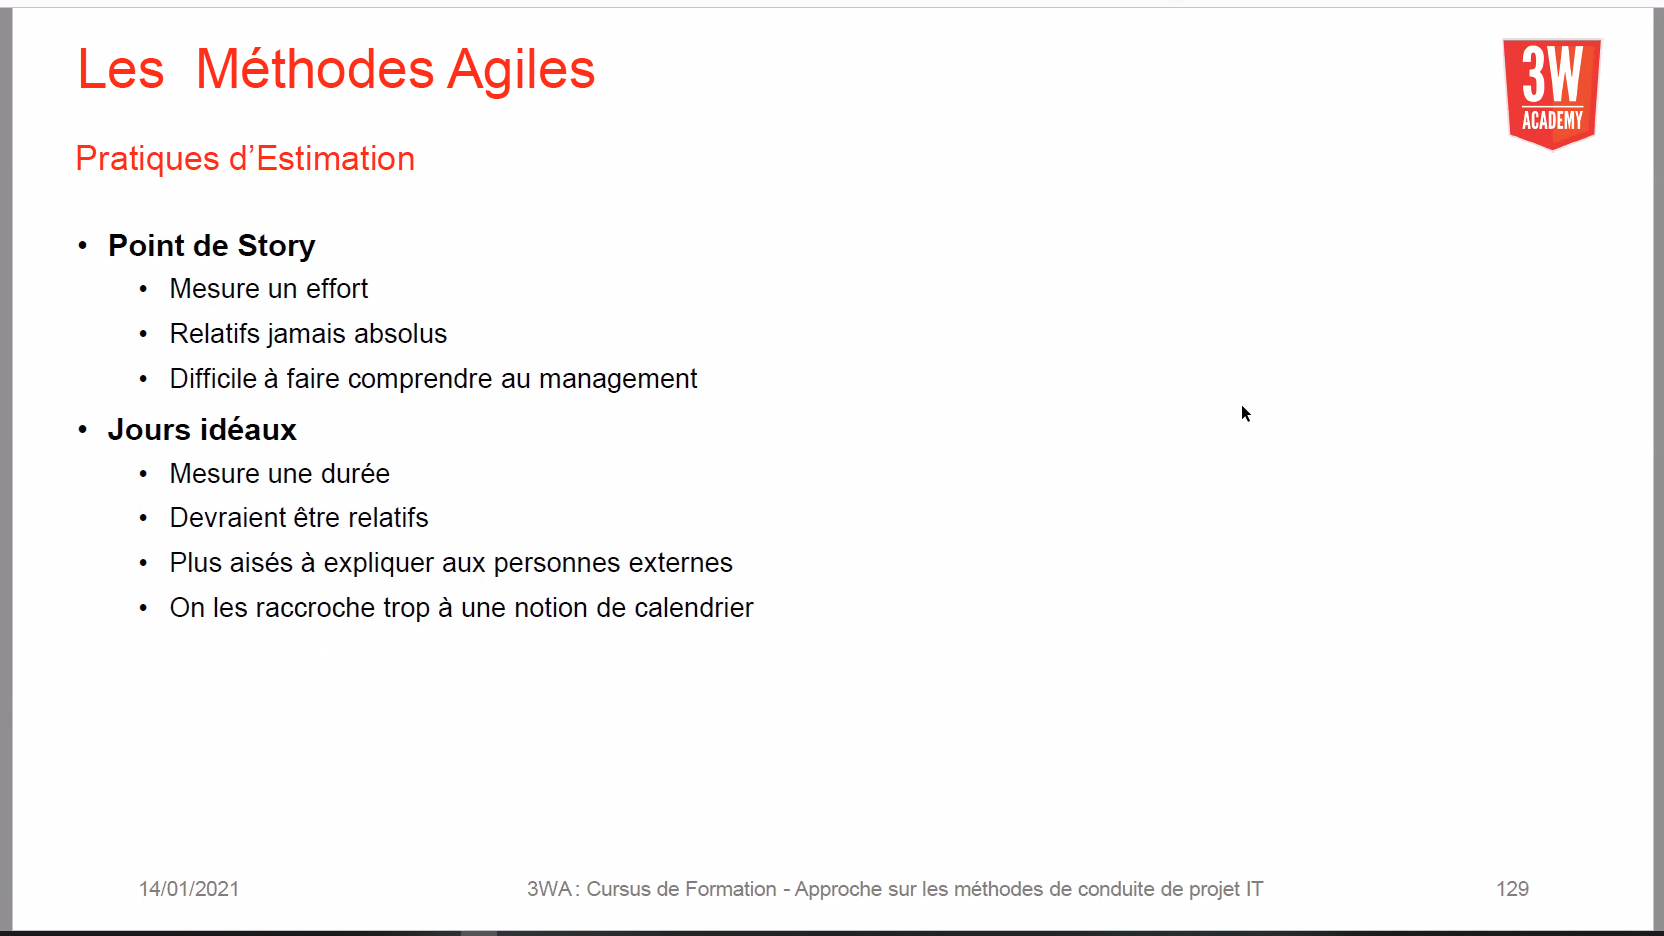 Les  Méthodes Agiles
3W
ACADEMY
Pratiques d’Estimation
• Point de Story
• Mesure un effort
• Relatifs jamais absolus
• Difficile à faire comprendre au management
• Jours idéaux
• Mesure une durée
• Devraient être relatifs
• Plus aisés à expliquer aux personnes externes
• On les raccroche trop à une notion de calendrier
14/01/2021
3WA : Cursus de Formation - Approche sur les méthodes de conduite de projet IT
129